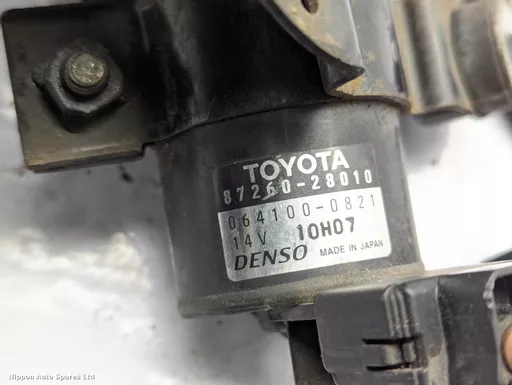 TOYOTA
87260-28010
064100-0821
14V 10H07
DENSO MADE IN JAPAN
Nippon Auto Spares Ltd